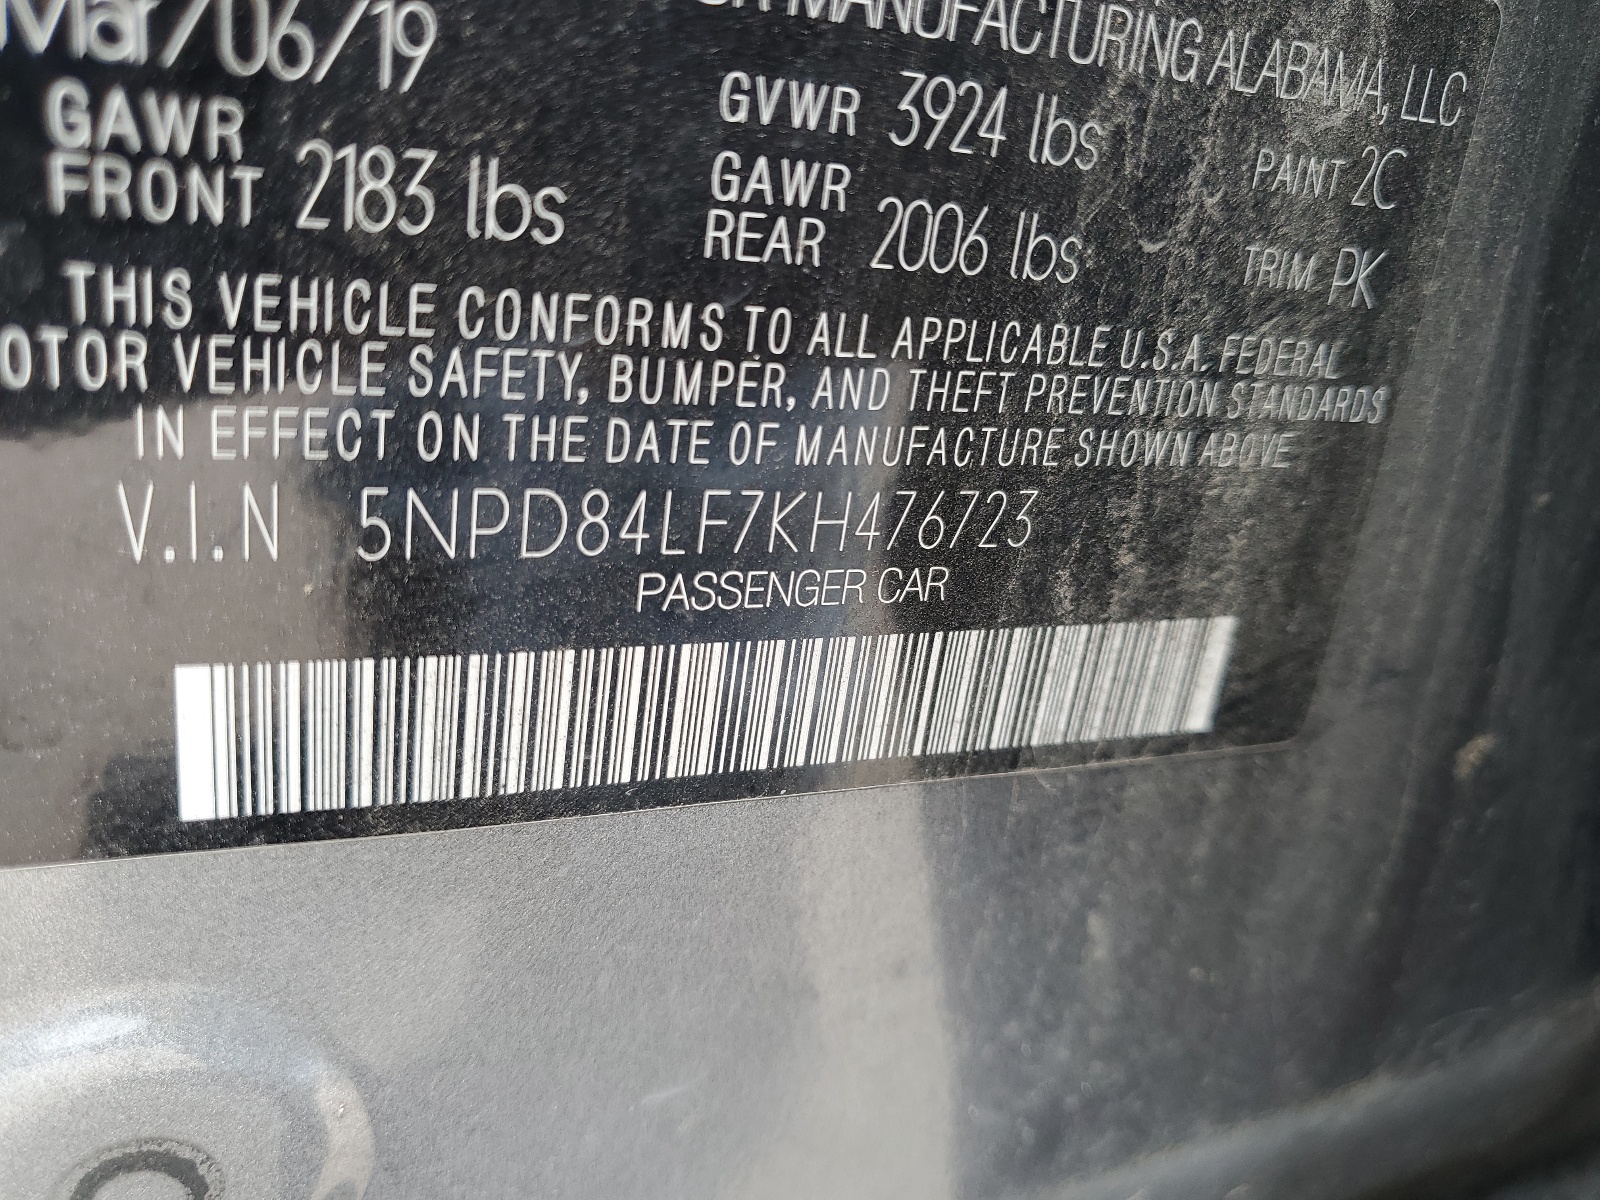 Mar/06/19
MANUFACTURING ALABAMA, LLC
GAWR
FRONT 2183 lbs
GVWR 3924 lbs
GAWR
REAR 2006 lbs
PAINT 2C
TRIM PK
THIS VEHICLE CONFORMS TO ALL APPLICABLE U.S.A. FEDERAL
OTOR VEHICLE SAFETY, BUMPER, AND THEFT PREVENTION STANDARDS
IN EFFECT ON THE DATE OF MANUFACTURE SHOWN ABOVE
V.I.N 5NPD84LF7KH476723
PASSENGER CAR